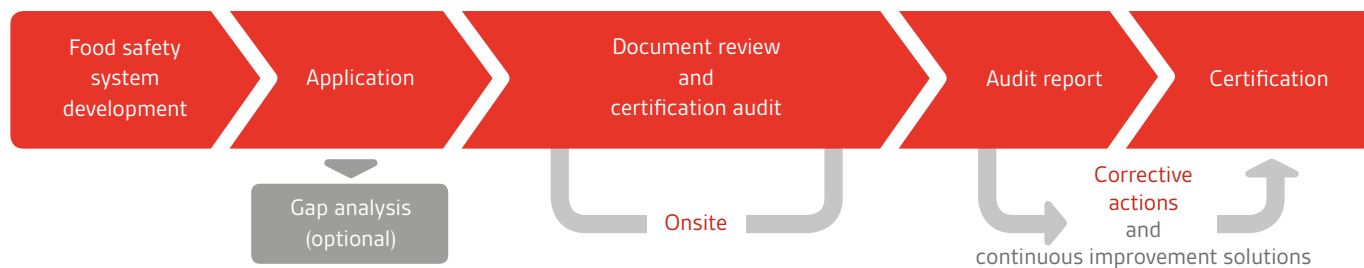 Food safety
system
development
Application
Document review
and
certification audit
Audit report
Certification
Gap analysis
(optional)
Onsite
Corrective
actions
and
continuous improvement solutions